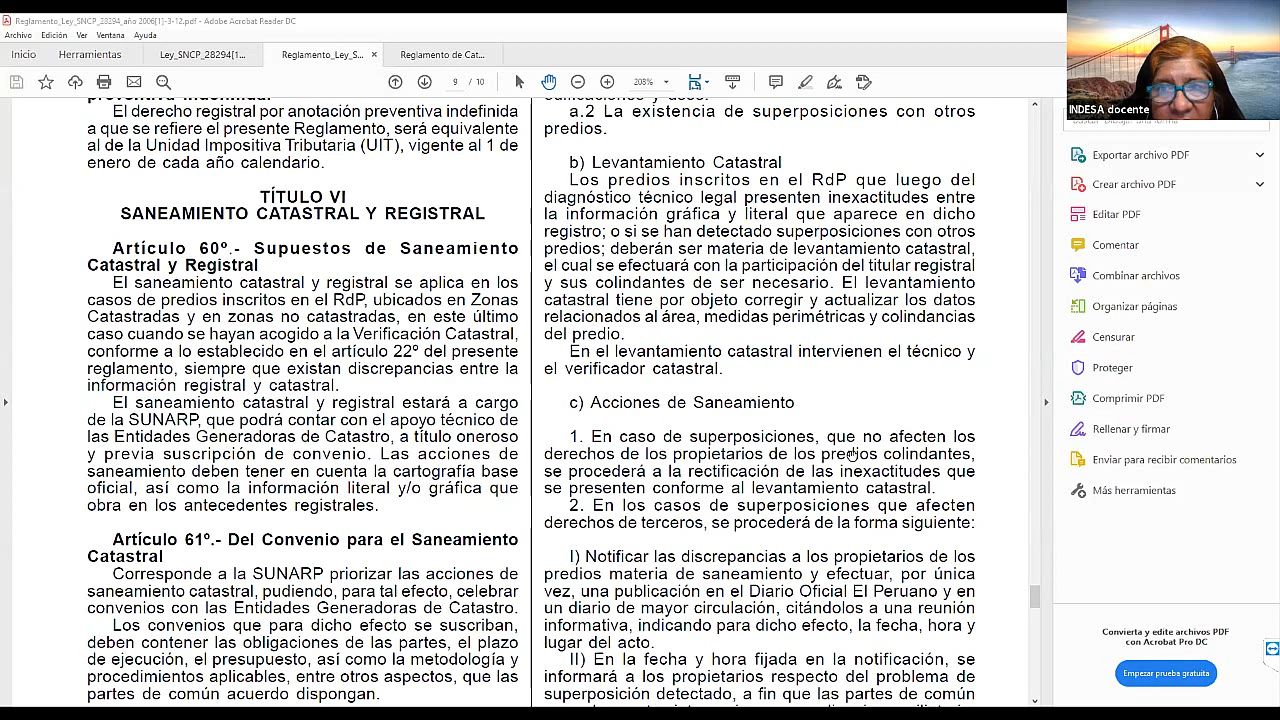 Reglamento_Ley_SNCP_28294_año 2006[1]-3-12.pdf - Adobe Acrobat Reader DC
Archivo Edición Ver Ventana Ayuda
Inicio Herramientas Ley_SNCP_28294[1... Reglamento_Ley_S... × Reglamento de Cat...
9 / 10 208%
INDESA docente
El derecho registral por anotación preventiva indefinida
a que se refiere el presente Reglamento, será equivalente
al de la Unidad Impositiva Tributaria (UIT), vigente al 1 de
enero de cada año calendario.
TÍTULO VI
SANEAMIENTO CATASTRAL Y REGISTRAL
Artículo 60º.- Supuestos de Saneamiento
Catastral y Registral
El saneamiento catastral y registral se aplica en los
casos de predios inscritos en el RdP, ubicados en Zonas
Catastradas y en zonas no catastradas, en este último
caso cuando se hayan acogido a la Verificación Catastral,
conforme a lo establecido en el artículo 22º del presente
reglamento, siempre que existan discrepancias entre la
información registral y catastral.
El saneamiento catastral y registral estará a cargo
de la SUNARP, que podrá contar con el apoyo técnico de
las Entidades Generadoras de Catastro, a título oneroso
y previa suscripción de convenio. Las acciones de
saneamiento deben tener en cuenta la cartografía base
oficial, así como la información literal y/o gráfica que
obra en los antecedentes registrales.
Artículo 61º.- Del Convenio para el Saneamiento
Catastral
Corresponde a la SUNARP priorizar las acciones de
saneamiento catastral, pudiendo, para tal efecto, celebrar
convenios con las Entidades Generadoras de Catastro.
Los convenios que para dicho efecto se suscriban,
deben contener las obligaciones de las partes, el plazo
de ejecución, el presupuesto, así como la metodología y
procedimientos aplicables, entre otros aspectos, que las
partes de común acuerdo dispongan.
a.2 La existencia de superposiciones con otros
predios.
b) Levantamiento Catastral
Los predios inscritos en el RdP que luego del
diagnóstico técnico legal presenten inexactitudes entre
la información gráfica y literal que aparece en dicho
registro; o si se han detectado superposiciones con otros
predios; deberán ser materia de levantamiento catastral,
el cual se efectuará con la participación del titular registral
y sus colindantes de ser necesario. El levantamiento
catastral tiene por objeto corregir y actualizar los datos
relacionados al área, medidas perimétricas y colindancias
del predio.
En el levantamiento catastral intervienen el técnico y
el verificador catastral.
c) Acciones de Saneamiento
1. En caso de superposiciones, que no afecten los
derechos de los propietarios de los predios colindantes,
se procederá a la rectificación de las inexactitudes que
se presenten conforme al levantamiento catastral.
2. En los casos de superposiciones que afecten
derechos de terceros, se procederá de la forma siguiente:
I) Notificar las discrepancias a los propietarios de los
predios materia de saneamiento y efectuar, por única
vez, una publicación en el Diario Oficial El Peruano y en
un diario de mayor circulación, citándolos a una reunión
informativa, indicando para dicho efecto, la fecha, hora y
lugar del acto.
II) En la fecha y hora fijada en la notificación, se
informará a los propietarios respecto del problema de
superposición detectado, a fin que las partes de común
Exportar archivo PDF
Crear archivo PDF
Editar PDF
Comentar
Combinar archivos
Organizar páginas
Censurar
Proteger
Comprimir PDF
Rellenar y firmar
Enviar para recibir comentarios
Más herramientas
Convierta y edite archivos PDF
con Acrobat Pro DC
Empezar prueba gratuita